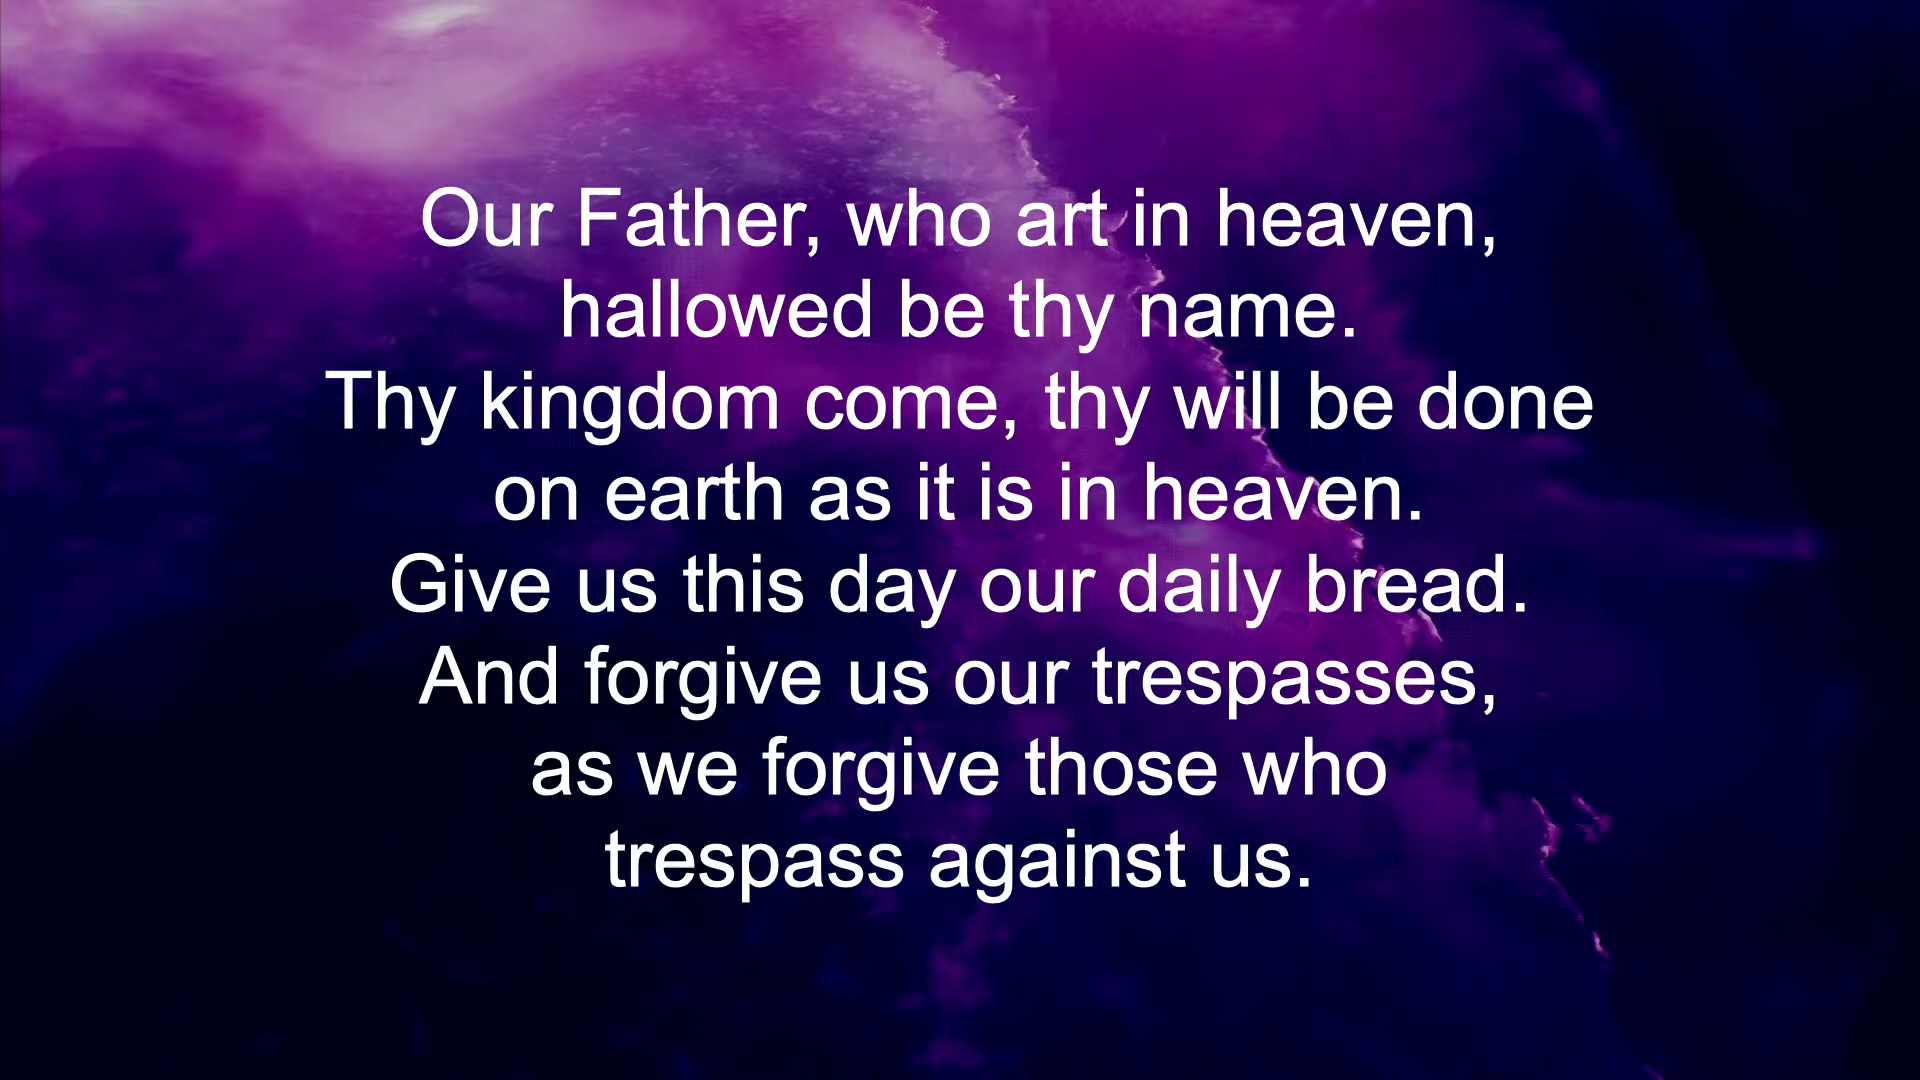 Our Father, who art in heaven,
hallowed be thy name.
Thy kingdom come, thy will be done
on earth as it is in heaven.
Give us this day our daily bread.
And forgive us our trespasses,
as we forgive those who
trespass against us.